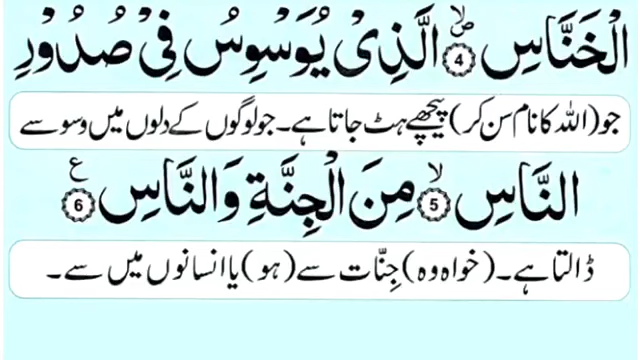 الْخَنَّاسِ ۙ۬ ﴿4﴾ الَّذِىْ يُوَسْوِسُ فِىْ صُدُوْرِ
جو (اللہ کا نام سن کر) پیچھے ہٹ جاتا ہے۔ جو لوگوں کے دلوں میں وسوسے
النَّاسِ ۙ ﴿5﴾ مِنَ الْجِنَّةِ وَالنَّاسِ ﴿6﴾ ع
ڈالتا ہے۔ (خواہ وہ) جِنّات سے (ہو) یا انسانوں میں سے۔